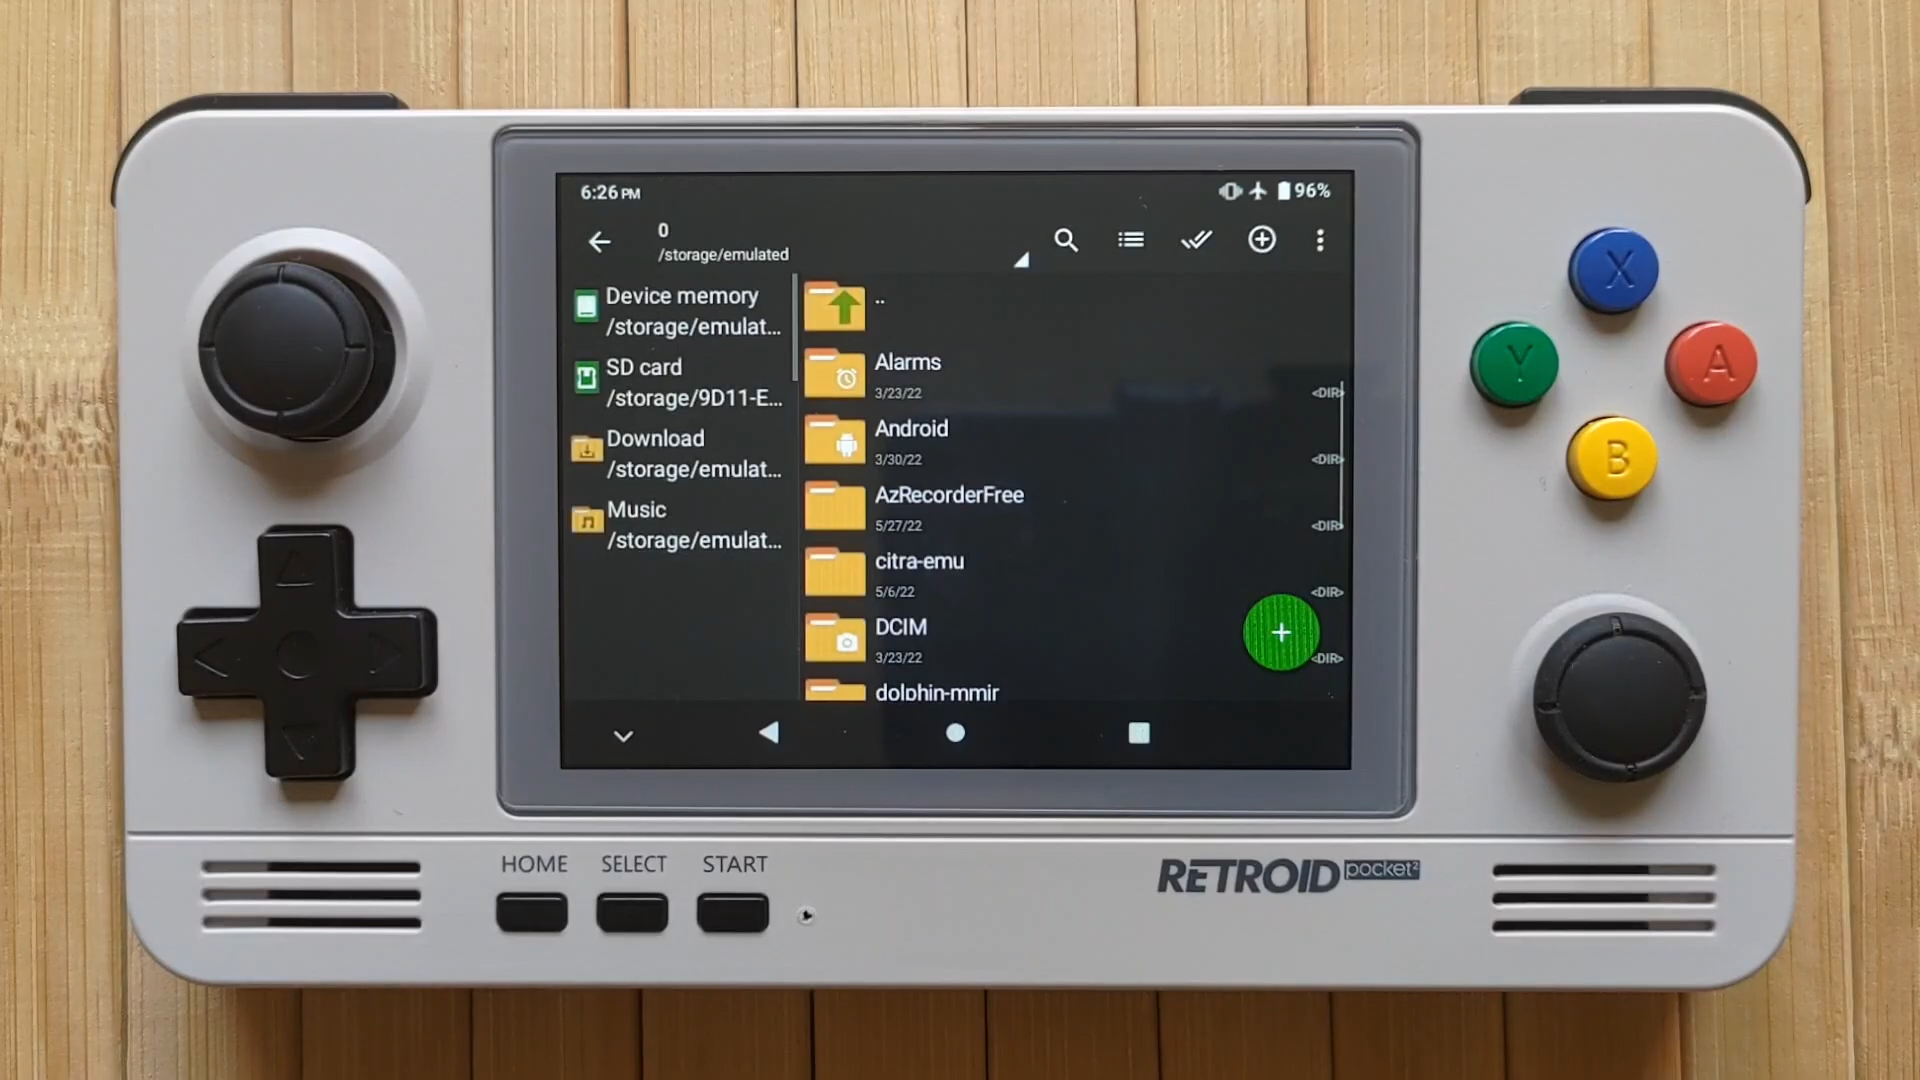 6:26 PM
96%
0
/storage/emulated
Device memory
/storage/emulat...
SD card
/storage/9D11-E...
Download
/storage/emulat...
Music
/storage/emulat...
..
Alarms
3/23/22
<DIR>
Android
3/30/22
<DIR>
AzRecorderFree
5/27/22
<DIR>
citra-emu
5/6/22
<DIR>
DCIM
3/23/22
<DIR>
dolphin-mmjr
X
Y
A
B
HOME SELECT START
RETROID pocket²